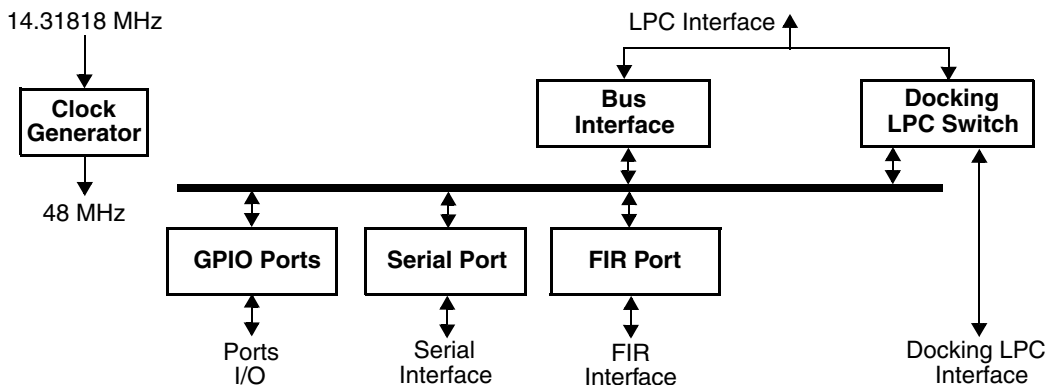 14.31818 MHz
LPC Interface
Clock
Generator
Bus
Interface
Docking
LPC Switch
48 MHz
GPIO Ports
Serial Port
FIR Port
Ports
I/O
Serial
Interface
FIR
Interface
Docking LPC
Interface